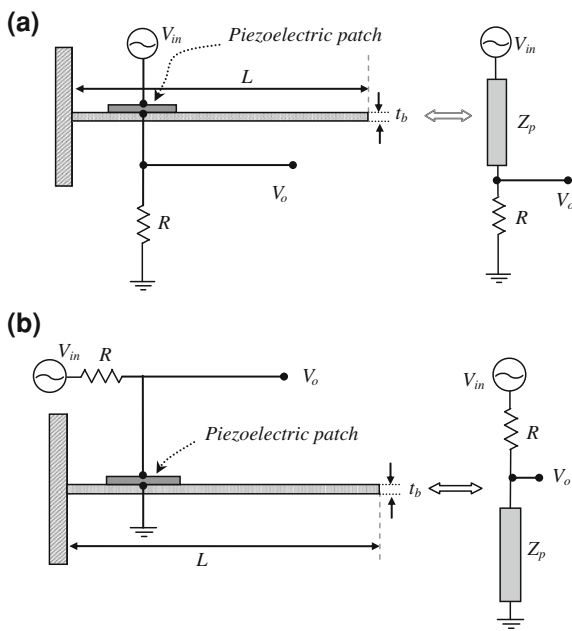 (a)
V_in
Piezoelectric patch
L
t_b
V_o
R
V_in
Z_p
V_o
R
(b)
V_in
R
V_o
Piezoelectric patch
t_b
L
V_in
R
V_o
Z_p